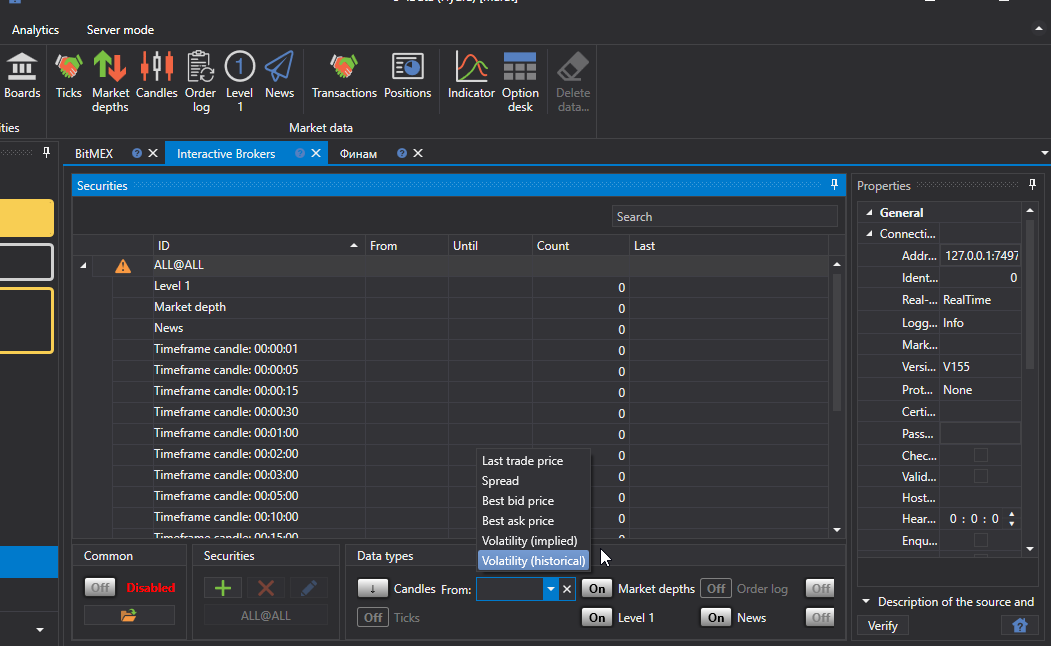 Analytics Server mode
Boards Ticks Market depths Candles Order log Level 1 News Transactions Positions Indicator Option desk Delete data...
ties Market data
BitMEX Interactive Brokers Финам
Securities
Search
ID From Until Count Last
ALL@ALL
Level 1 0
Market depth 0
News 0
Timeframe candle: 00:00:01 0
Timeframe candle: 00:00:05 0
Timeframe candle: 00:00:15 0
Timeframe candle: 00:00:30 0
Timeframe candle: 00:01:00 0
Timeframe candle: 00:02:00 0
Timeframe candle: 00:03:00 0
Timeframe candle: 00:05:00 0
Timeframe candle: 00:10:00 0
Timeframe candle: 00:15:00
Last trade price
Spread
Best bid price
Best ask price
Volatility (implied)
Volatility (historical)
Common
Off Disabled
Securities
ALL@ALL
Data types
Candles From: On Market depths Off Order log Off
Off Ticks On Level 1 On News Off
Properties
General
Connecti...
Addr... 127.0.0.1:7497
Ident... 0
Real-... RealTime
Logg... Info
Mark...
Versi... V155
Prot... None
Certi...
Pass...
Chec...
Valid...
Host...
Hear... 0 : 0 : 0
Enqu...
Description of the source and
Verify